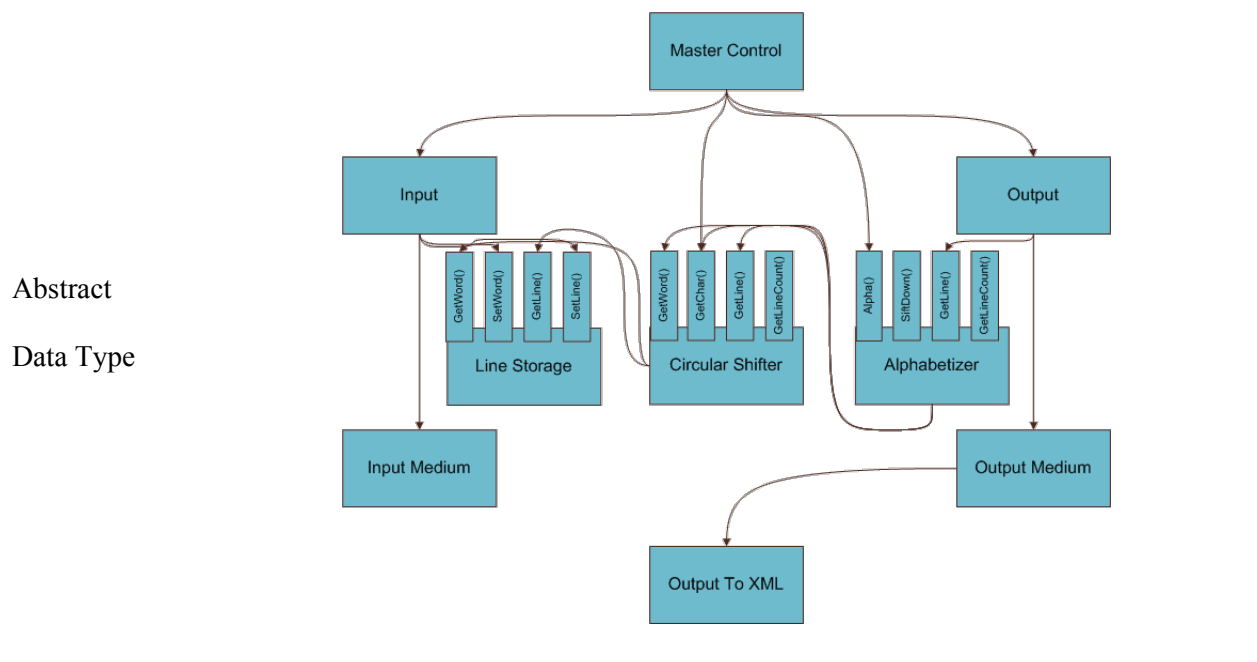 Master Control
Input
Output
Abstract
Data Type
GetWord()
SetWord()
GetLine()
SetLine()
Line Storage
GetWord()
GetChar()
GetLine()
GetLineCount()
Circular Shifter
Alpha()
SiftDown()
GetLine()
GetLineCount()
Alphabetizer
Input Medium
Output Medium
Output To XML